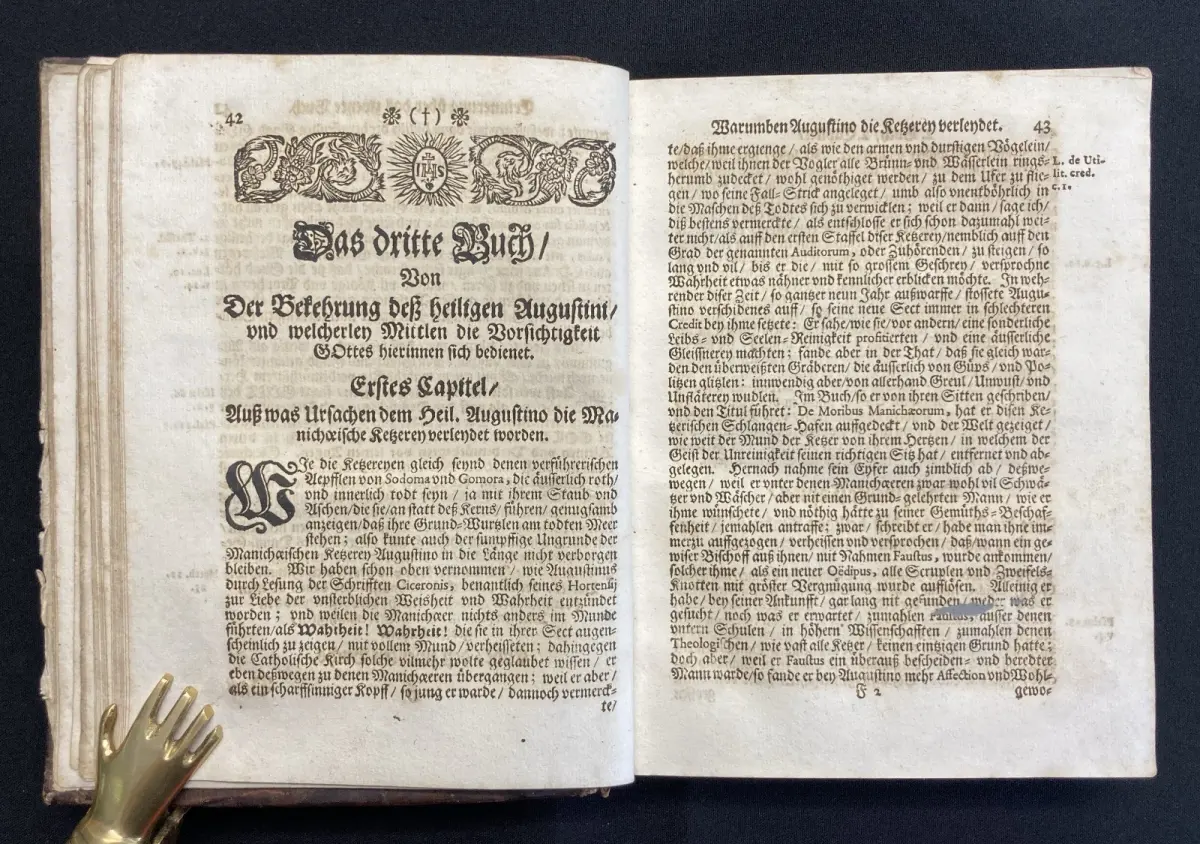 42
(†)
IHS
Das dritte Buch/
Von
Der Bekehrung deß heiligen Augustini/
vnd welcherley Mittlen die Vorsichtigkeit
GOttes hierinnen sich bedienet.
Erstes Capitel/
Auß was Ursachen dem Heil. Augustino die Ma-
nichæische Ketzerey verleydet worden.
WJe die Ketzereyen gleich seynd denen verführerischen
Aepfflen von Sodoma vnd Gomora, die äusserlich roth/
vnd innerlich todt seyn / ja mit ihrem Staub vnd
Aschen/die sie/an statt deß Kerns/ führen/ genugsamb
anzeigen/daß ihre Grund-Wurtzlen am todten Meer
stehen; also kunte auch der sumpffige Ungrunde der
Manichæischen Ketzerey Augustino in die Länge nicht verborgen
bleiben. Wir haben schon oben vernommen / wie Augustinus
durch Lesung der Schrifften Ciceronis, benantlich seines Hortensij
zur Liebe der vnsterblichen Weisheit vnd Wahrheit entzündet
worden; vnd weilen die Manichæer nichts anders im Munde
führten/als Wahrheit! Wahrheit! die sie in ihrer Sect augen-
scheinlich zu zeigen/ mit vollem Mund/ verheisseten; dahingegen
die Catholische Kirch solche vilmehr wolte geglaubet wissen/ er
eben deßwegen zu denen Manichæeren übergangen; weil er aber/
als ein scharffsinniger Kopff/ so jung er warde/ dannoch vermerck-
te/
Warumben Augustino die Ketzerey verleydet. 43
te/daß ihme ergienge / als wie den armen vnd durstigen Vögelein/
welche/ weil ihnen der Vogler alle Brünn- vnd Wässerlein rings-
herumb zudecket / wohl genöthiget werden / zu dem Ufer zu flie-
gen / wo seine Fall-Strick angeleget / umb also vnentböhrlich in
die Maschen deß Todtes sich zu verwicklen; weil er dann / sage ich/
diß bestens vermerckte / als entschlosse er sich schon dazumahl wei-
ter nicht/als auff den ersten Staffel diser Ketzerey/nemblich auff den
Grad der genannten Auditorum, oder Zuhörenden / zu steigen / so
lang vnd vil / bis er die / mit so grossem Geschrey / versprochne
Wahrheit etwas nähner vnd kennlicher erblicken möchte. In weh-
render diser Zeit / so gantzer neun Jahr außwarffe / stossete Augu-
stino verschidenes auff / so seine neue Sect immer in schlechteren
Credit bey ihme setzete: Er sahe/wie sie/vor andern/ eine sonderliche
Leibs- vnd Seelen-Reinigkeit profitierten / vnd eine äusserliche
Gleissnerey machten; fande aber in der That / daß sie gleich war-
den den überweißten Gräberen/ die äusserlich von Güps/ vnd Po-
litzen glitzlen: innwendig aber/von allerhand Greul/ Unwust/ vnd
Unfläterey wudlen. Im Buch/so er von ihren Sitten geschriben/
vnd den Titul führet: De Moribus Manichæorum, hat er disen Ke-
tzerischen Schlangen-Hafen auffgedeckt / vnd der Welt gezeiget/
wie weit der Mund der Ketzer von ihrem Hertzen / in welchem der
Geist der Unreinigkeit seinen richtigen Sitz hat/ entfernet vnd ab-
gelegen. Hernach nahme sein Eyfer auch zimblich ab / deßwe-
wegen / weil er vnter denen Manichæeren zwar wohl vil Schwä-
tzer vnd Wäscher / aber nit einen Grund-gelehrten Mann / wie er
ihme wünschete / vnd nöthig hätte zu seiner Gemüths-Beschaf-
fenheit / jemahlen antraffe; zwar / schreibt er / habe man ihne im-
merzu auffgezogen / verheissen vnd versprochen / daß/wann ein ge-
wiser Bischoff auß ihnen/ mit Nahmen Faustus, wurde ankommen/
solcher ihme / als ein neuer Oëdipus, alle Scruplen vnd Zweifels-
Knotten mit gröster Vergnügung wurde aufflösen. Alleinig er
habe/ bey seiner Ankunfft/ gar lang nit gefunden/ weder was er
gesucht / noch was er erwartet / zumahlen Faustus, ausser denen
vntern Schulen / in höhern Wissenschafften / zumahlen denen
Theologischen / wie vast alle Ketzer / keinen eintzigen Grund hatte;
doch aber / weil er Faustus ein überauß bescheiden- vnd beredter
Mann warde/so fande er bey Augustino mehr Affection vnd Wohl-
F 2 gewo-
L. de Uti-
lit. cred.
c. 1.